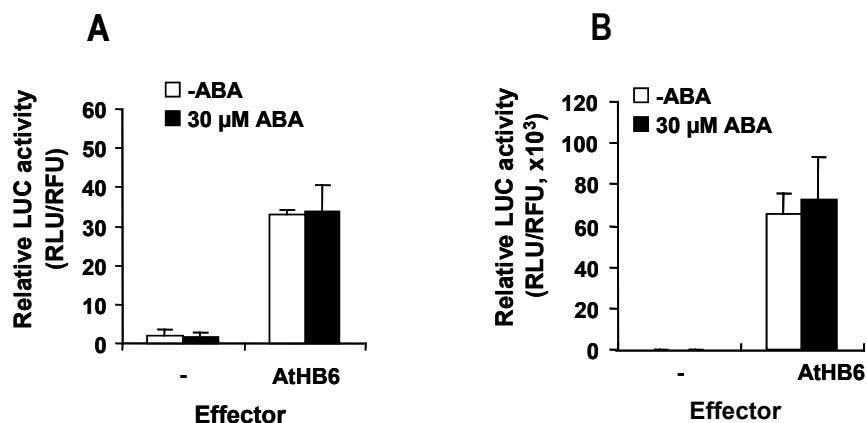 A
-ABA
30 µM ABA
Relative LUC activity
(RLU/RFU)
60
50
40
30
20
10
0
-
AtHB6
Effector
B
-ABA
30 µM ABA
Relative LUC activity
(RLU/RFU, x10³)
120
100
80
60
40
20
0
-
AtHB6
Effector